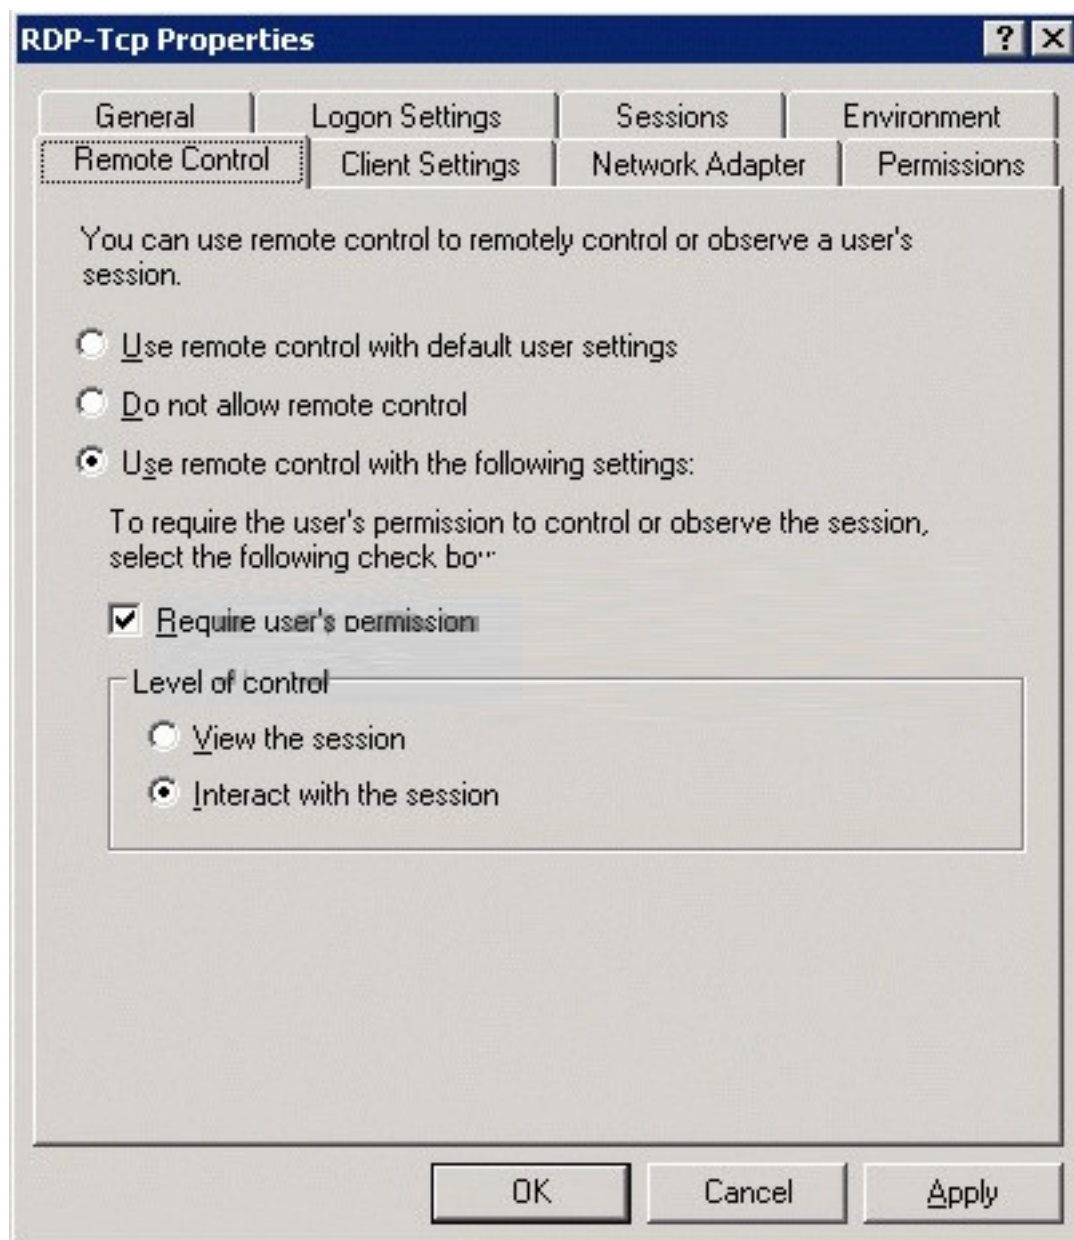 RDP-Tcp Properties
General Logon Settings Sessions Environment
Remote Control Client Settings Network Adapter Permissions
You can use remote control to remotely control or observe a user's
session.
Use remote control with default user settings
Do not allow remote control
Use remote control with the following settings:
To require the user's permission to control or observe the session,
select the following check
Require user's permission
Level of control
View the session
Interact with the session
OK Cancel Apply